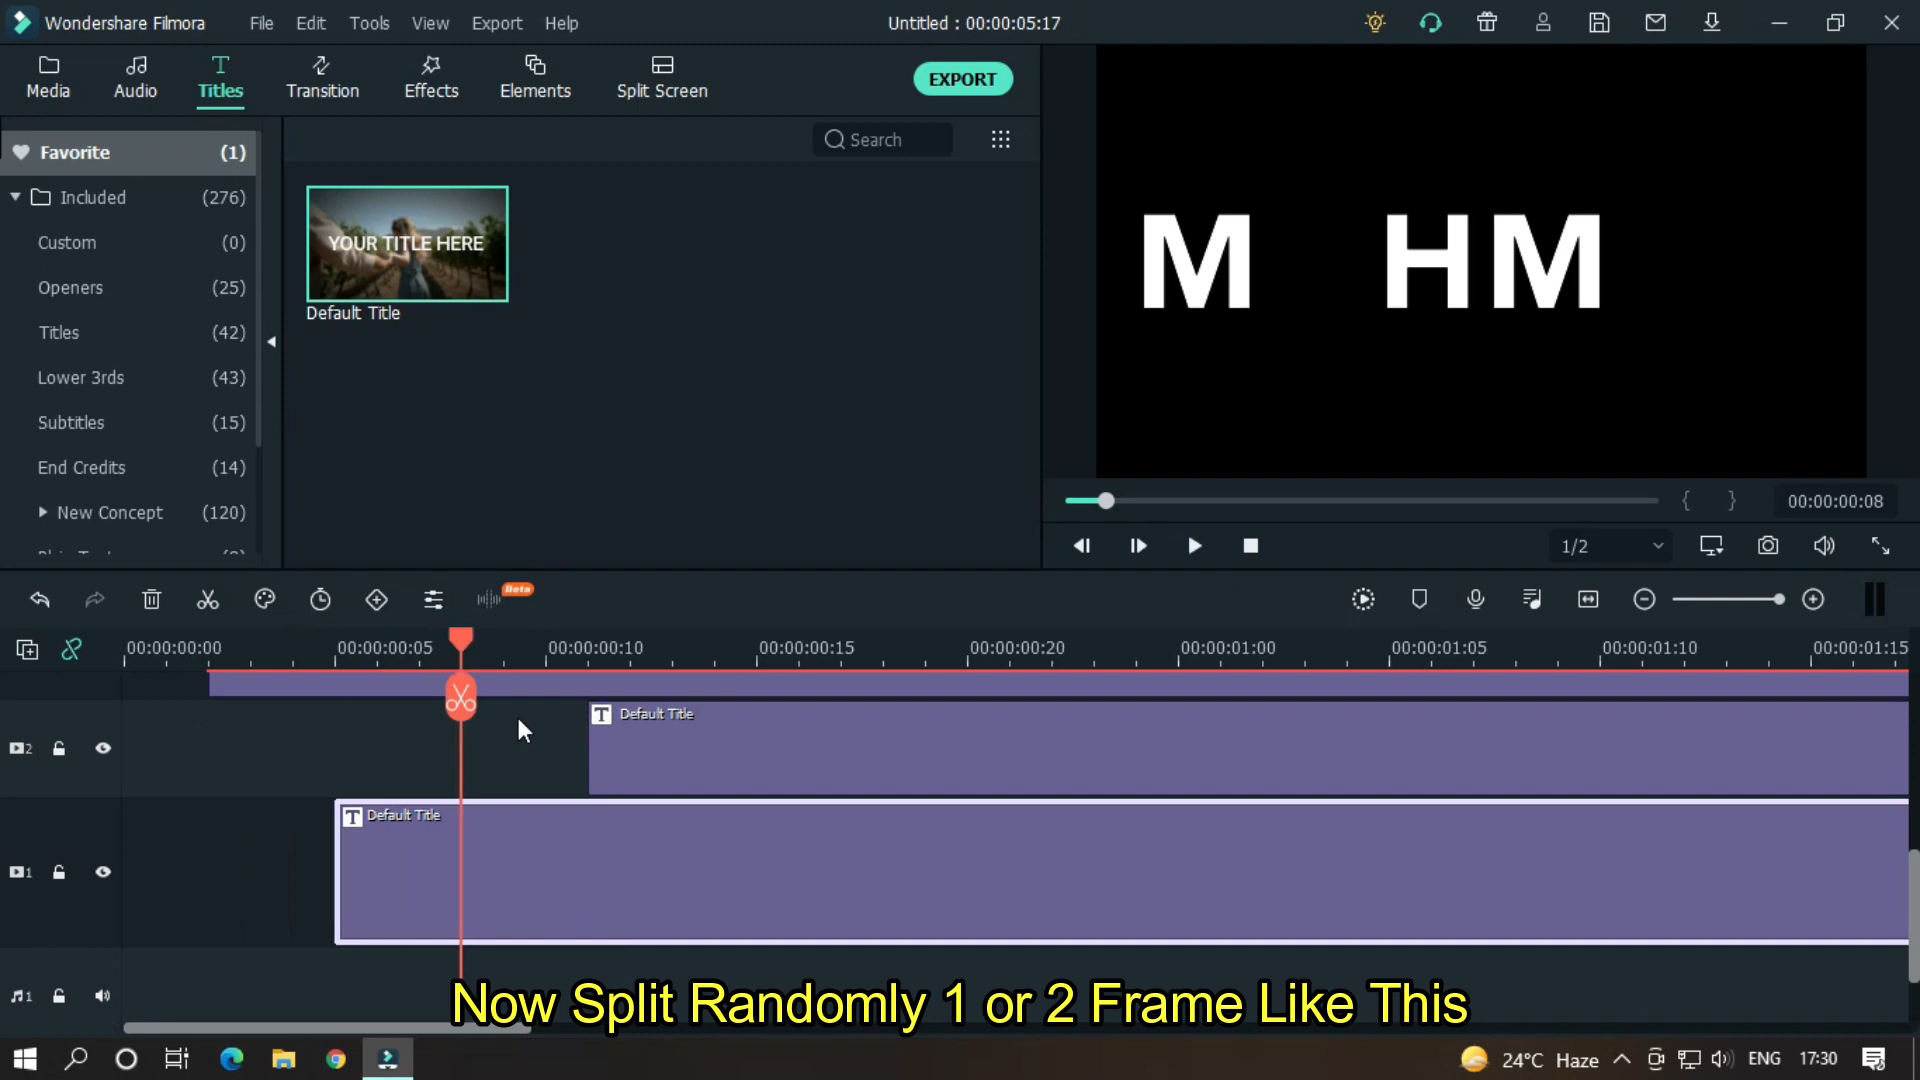 Wondershare Filmora File Edit Tools View Export Help Untitled : 00:00:05:17
Media Audio Titles Transition Effects Elements Split Screen EXPORT
Favorite (1)
Included (276)
Custom (0)
Openers (25)
Titles (42)
Lower 3rds (43)
Subtitles (15)
End Credits (14)
New Concept (120)
Search
YOUR TITLE HERE
Default Title
M HM
00:00:00:08
1/2
Beta
00:00:00:00 00:00:00:05 00:00:00:10 00:00:00:15 00:00:00:20 00:00:01:00 00:00:01:05 00:00:01:10 00:00:01:15
2
T Default Title
1
T Default Title
1
Now Split Randomly 1 or 2 Frame Like This
24°C Haze ENG 17:30